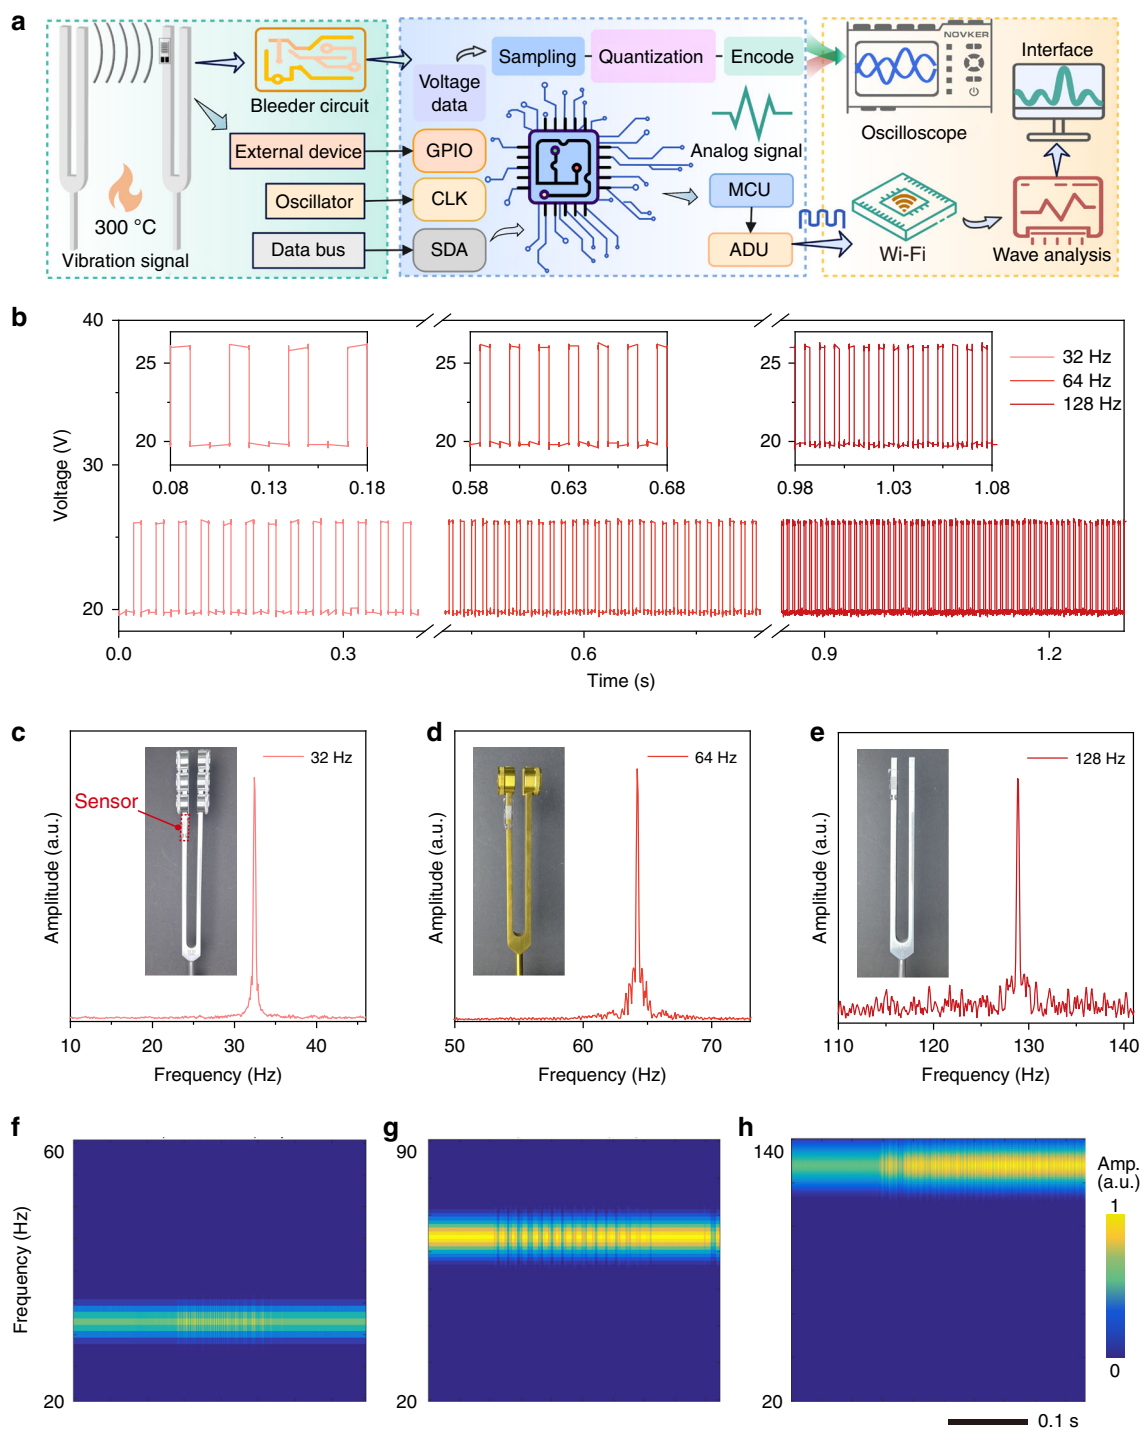 a
300 °C
Vibration signal
Bleeder circuit
External device
Oscillator
Data bus
Voltage
data
GPIO
CLK
SDA
Sampling
Quantization
Encode
Analog signal
MCU
ADU
NOVKER
Oscilloscope
Interface
Wi-Fi
Wave analysis
b
Voltage (V)
40
30
20
25
20
0.08
0.13
0.18
25
20
0.58
0.63
0.68
25
20
0.98
1.03
1.08
32 Hz
64 Hz
128 Hz
0.0
0.3
0.6
0.9
1.2
Time (s)
c
32 Hz
Sensor
Amplitude (a.u.)
10
20
30
40
Frequency (Hz)
d
64 Hz
Amplitude (a.u.)
50
60
70
Frequency (Hz)
e
128 Hz
Amplitude (a.u.)
110
120
130
140
Frequency (Hz)
f
60
20
Frequency (Hz)
g
90
20
h
140
20
Amp.
(a.u.)
1
0
0.1 s